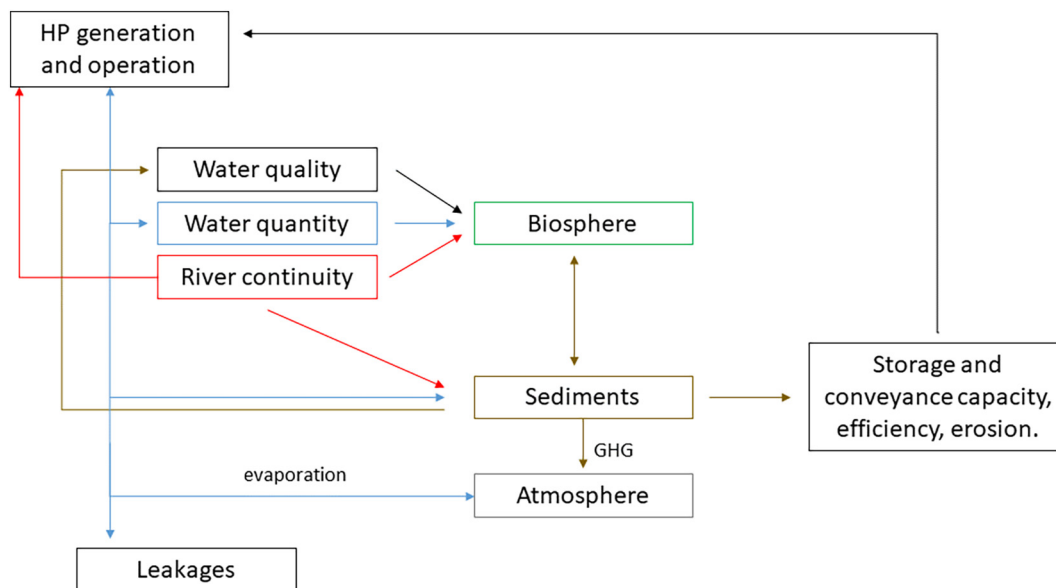 HP generation
and operation
Water quality
Water quantity
Biosphere
River continuity
Storage and
conveyance capacity,
efficiency, erosion.
Sediments
GHG
evaporation
Atmosphere
Leakages